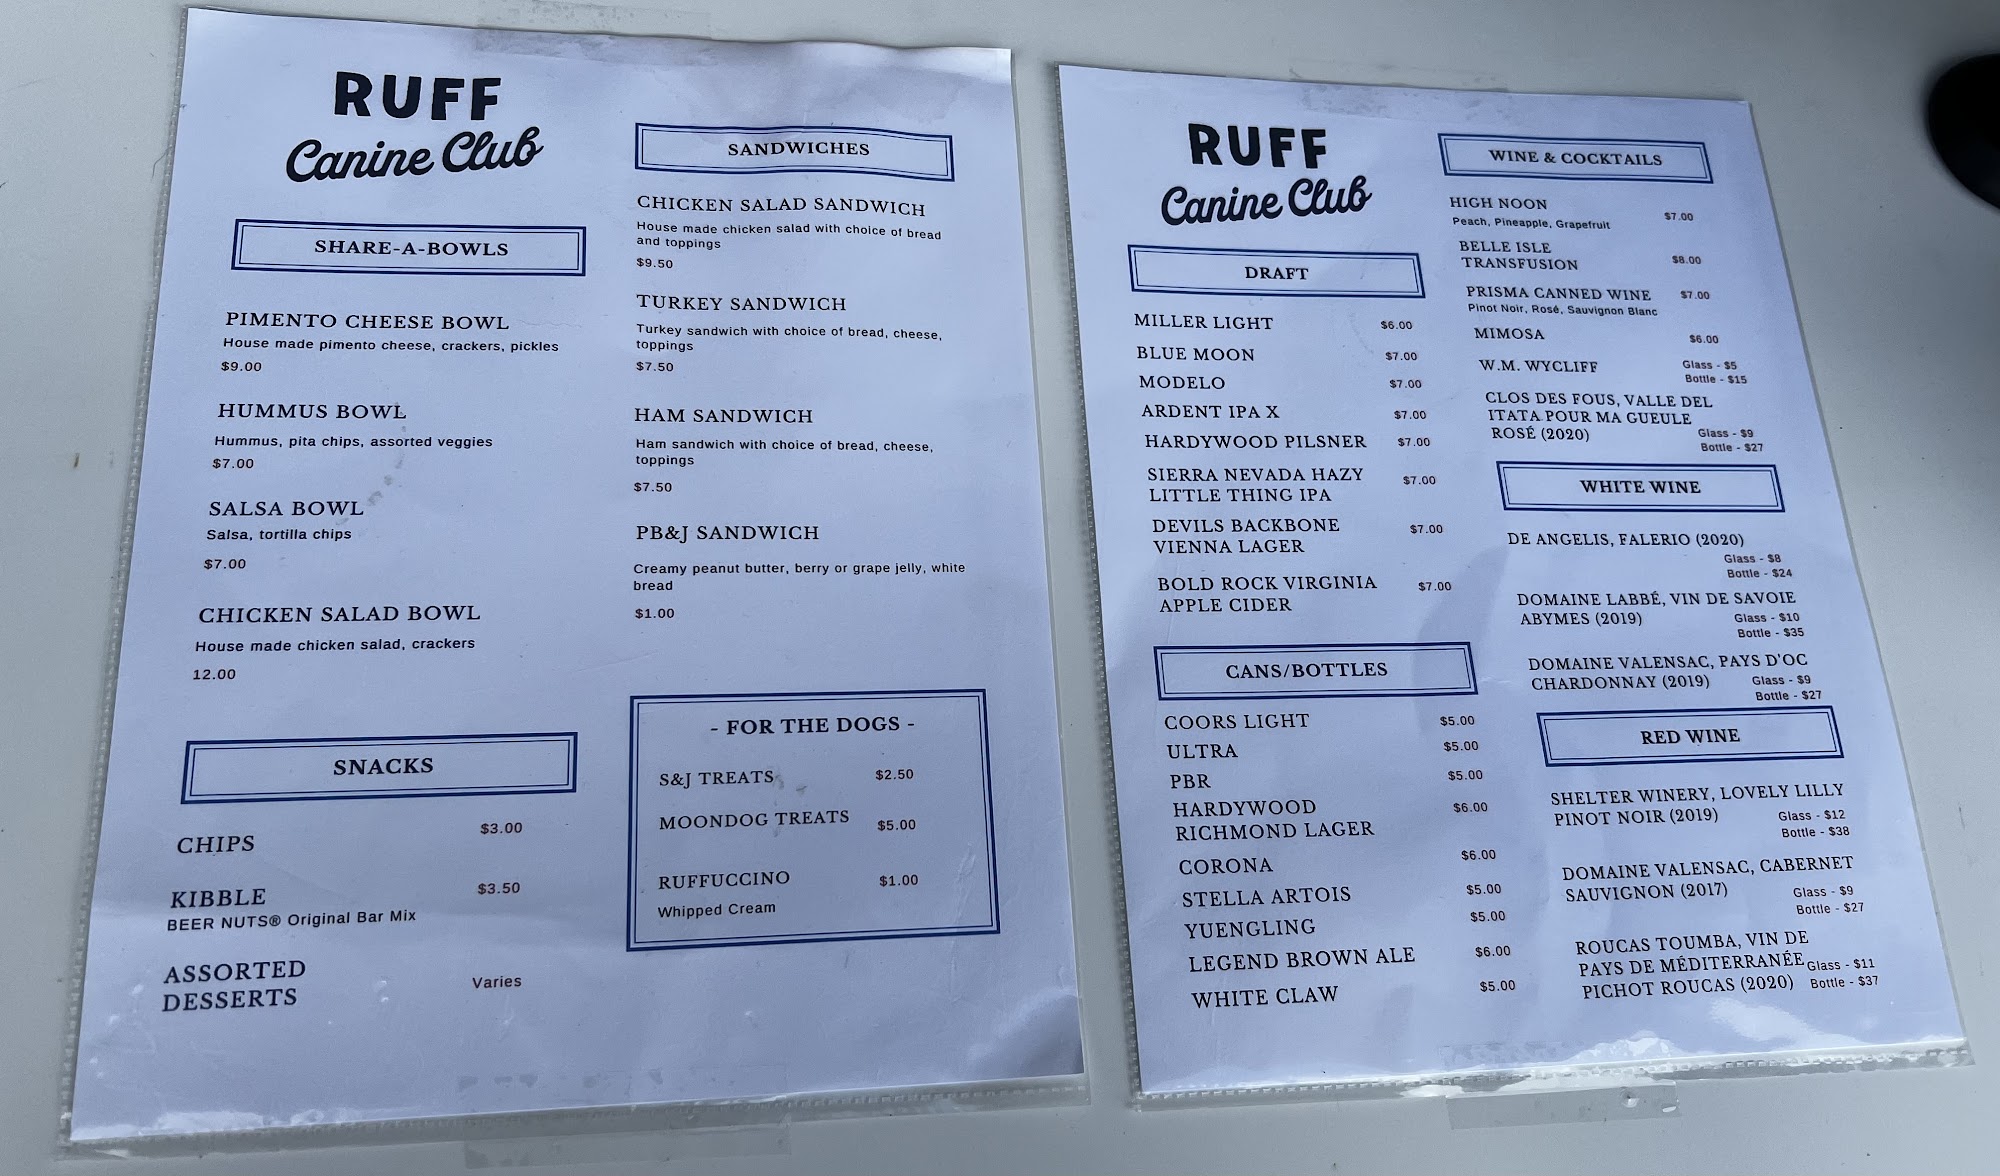 RUFF
Canine Club
SHARE-A-BOWLS
PIMENTO CHEESE BOWL
House made pimento cheese, crackers, pickles
$9.00
HUMMUS BOWL
Hummus, pita chips, assorted veggies
$7.00
SALSA BOWL
Salsa, tortilla chips
$7.00
CHICKEN SALAD BOWL
House made chicken salad, crackers
12.00
SNACKS
CHIPS $3.00
KIBBLE $3.50
BEER NUTS® Original Bar Mix
ASSORTED
DESSERTS Varies
SANDWICHES
CHICKEN SALAD SANDWICH
House made chicken salad with choice of bread
and toppings
$9.50
TURKEY SANDWICH
Turkey sandwich with choice of bread, cheese,
toppings
$7.50
HAM SANDWICH
Ham sandwich with choice of bread, cheese,
toppings
$7.50
PB&J SANDWICH
Creamy peanut butter, berry or grape jelly, white
bread
$1.00
- FOR THE DOGS -
S&J TREATS $2.50
MOONDOG TREATS $5.00
RUFFUCCINO $1.00
Whipped Cream
RUFF
Canine Club
DRAFT
MILLER LIGHT $6.00
BLUE MOON $7.00
MODELO $7.00
ARDENT IPA X $7.00
HARDYWOOD PILSNER $7.00
SIERRA NEVADA HAZY $7.00
LITTLE THING IPA
DEVILS BACKBONE $7.00
VIENNA LAGER
BOLD ROCK VIRGINIA $7.00
APPLE CIDER
CANS/BOTTLES
COORS LIGHT $5.00
ULTRA $5.00
PBR $5.00
HARDYWOOD $6.00
RICHMOND LAGER
CORONA $6.00
STELLA ARTOIS $5.00
YUENGLING $5.00
LEGEND BROWN ALE $6.00
WHITE CLAW $5.00
WINE & COCKTAILS
HIGH NOON $7.00
Peach, Pineapple, Grapefruit
BELLE ISLE
TRANSFUSION $8.00
PRISMA CANNED WINE $7.00
Pinot Noir, Rosé, Sauvignon Blanc
MIMOSA $6.00
W.M. WYCLIFF Glass - $5
Bottle - $15
CLOS DES FOUS, VALLE DEL
ITATA POUR MA GUEULE
ROSÉ (2020) Glass - $9
Bottle - $27
WHITE WINE
DE ANGELIS, FALERIO (2020)
Glass - $8
Bottle - $24
DOMAINE LABBÉ, VIN DE SAVOIE
ABYMES (2019) Glass - $10
Bottle - $35
DOMAINE VALENSAC, PAYS D'OC
CHARDONNAY (2019) Glass - $9
Bottle - $27
RED WINE
SHELTER WINERY, LOVELY LILLY
PINOT NOIR (2019) Glass - $12
Bottle - $38
DOMAINE VALENSAC, CABERNET
SAUVIGNON (2017) Glass - $9
Bottle - $27
ROUCAS TOUMBA, VIN DE
PAYS DE MÉDITERRANÉE Glass - $11
PICHOT ROUCAS (2020) Bottle - $37